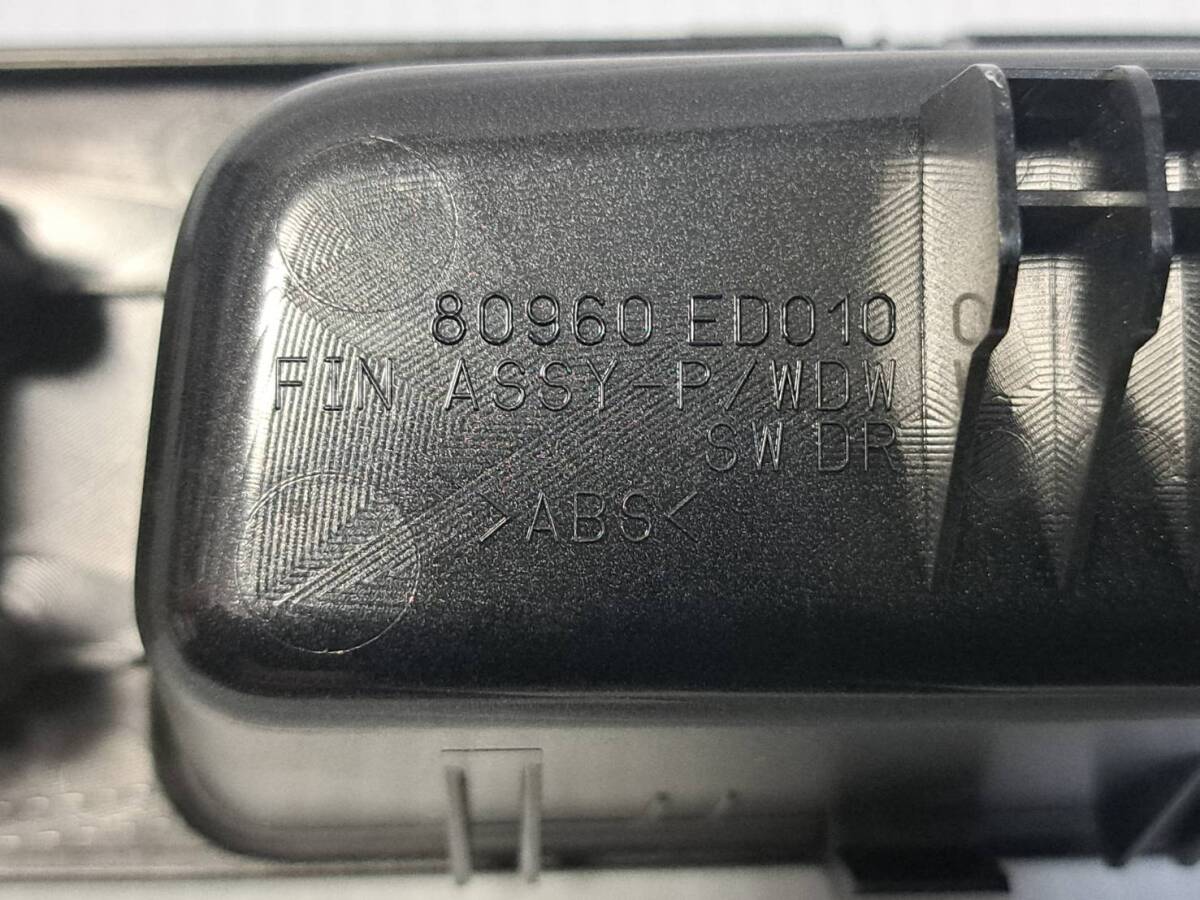 80960 ED010
FIN ASSY-P/WDW
SW DR
>ABS<